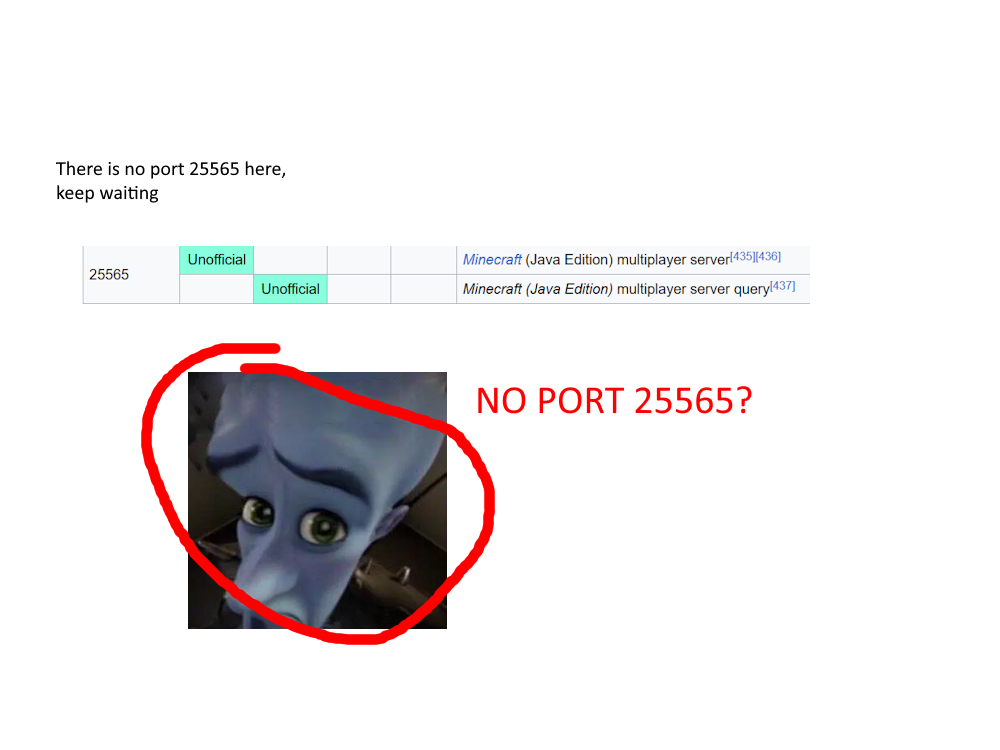 There is no port 25565 here,
keep waiting
25565
Unofficial
Minecraft (Java Edition) multiplayer server[435][436]
Unofficial
Minecraft (Java Edition) multiplayer server query[437]
NO PORT 25565?